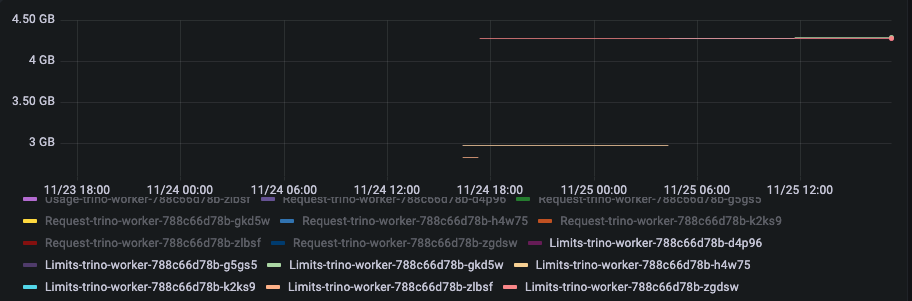 4.50 GB
4 GB
3.50 GB
3 GB
11/23 18:00 11/24 00:00 11/24 06:00 11/24 12:00 11/24 18:00 11/25 00:00 11/25 06:00 11/25 12:00
Usage-trino-worker-788c66d78b-zlbsf Request-trino-worker-788c66d78b-d4p96 Request-trino-worker-788c66d78b-g5gs5
Request-trino-worker-788c66d78b-gkd5w Request-trino-worker-788c66d78b-h4w75 Request-trino-worker-788c66d78b-k2ks9
Request-trino-worker-788c66d78b-zlbsf Request-trino-worker-788c66d78b-zgdsw Limits-trino-worker-788c66d78b-d4p96
Limits-trino-worker-788c66d78b-g5gs5 Limits-trino-worker-788c66d78b-gkd5w Limits-trino-worker-788c66d78b-h4w75
Limits-trino-worker-788c66d78b-k2ks9 Limits-trino-worker-788c66d78b-zlbsf Limits-trino-worker-788c66d78b-zgdsw